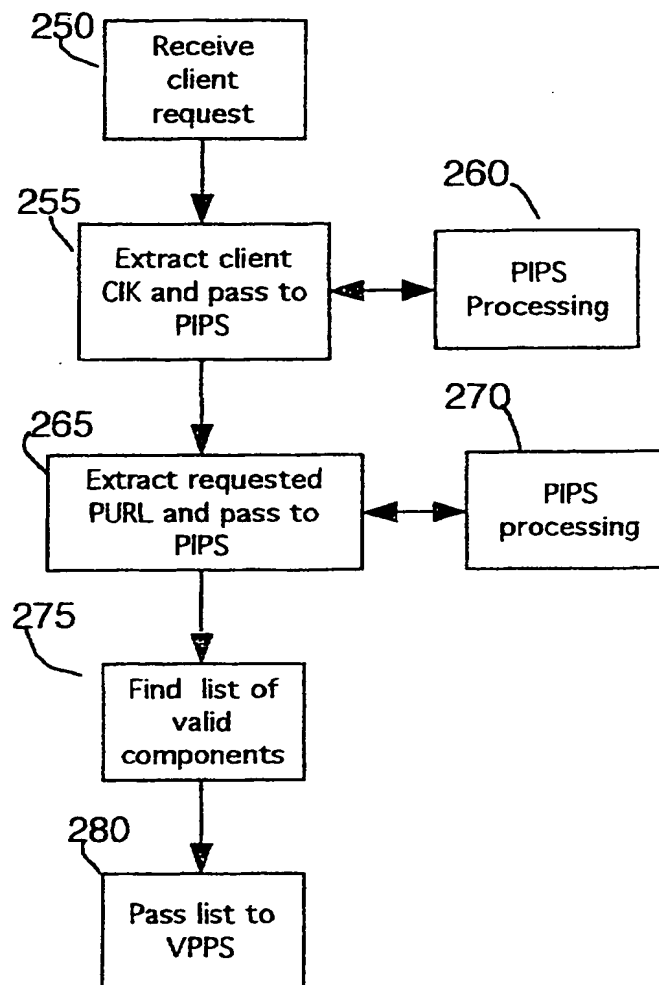 250
Receive
client
request
255
Extract client
CIK and pass to
PIPS
260
PIPS
Processing
265
Extract requested
PURL and pass to
PIPS
270
PIPS
processing
275
Find list of
valid
components
280
Pass list to
VPPS